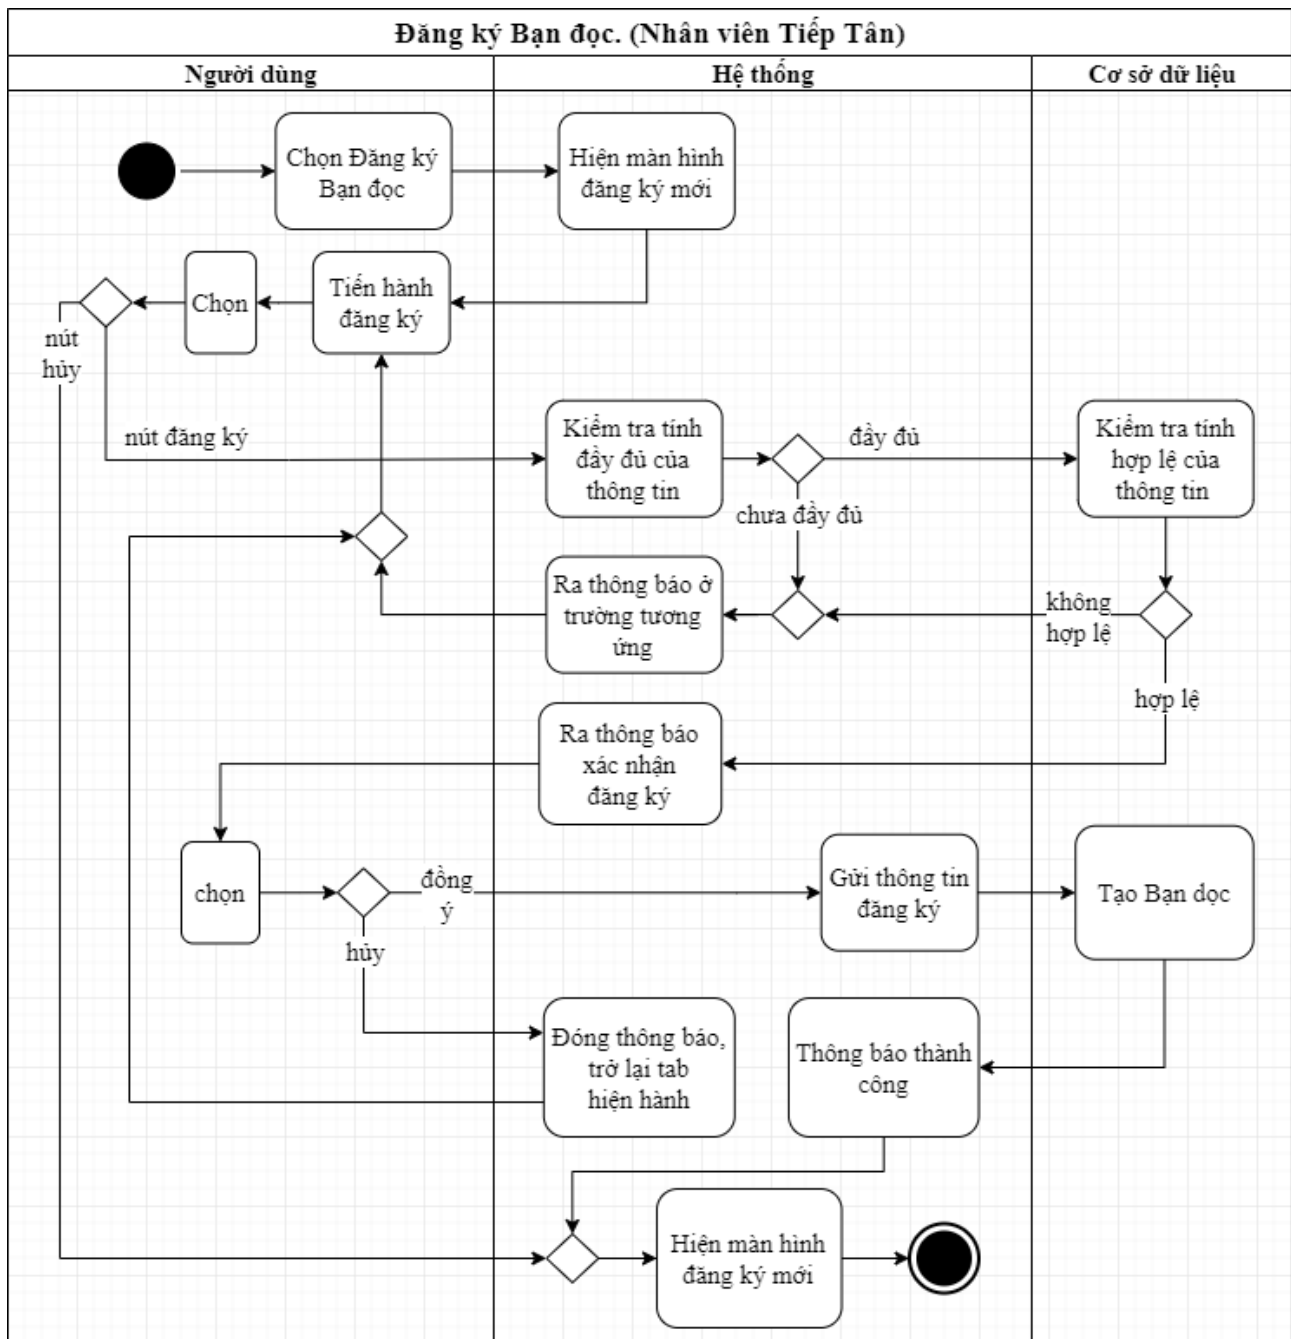 Đăng ký Bạn đọc. (Nhân viên Tiếp Tân)
Người dùng
Hệ thống
Cơ sở dữ liệu
Chọn Đăng ký
Bạn đọc
Hiện màn hình
đăng ký mới
Chọn
Tiến hành
đăng ký
nút
hủy
nút đăng ký
Kiểm tra tính
đầy đủ của
thông tin
đầy đủ
Kiểm tra tính
hợp lệ của
thông tin
chưa đầy đủ
Ra thông báo ở
trường tương
ứng
không
hợp lệ
hợp lệ
Ra thông báo
xác nhận
đăng ký
chọn
đồng
ý
Gửi thông tin
đăng ký
Tạo Bạn dọc
hủy
Đóng thông báo,
trở lại tab
hiện hành
Thông báo thành
công
Hiện màn hình
đăng ký mới